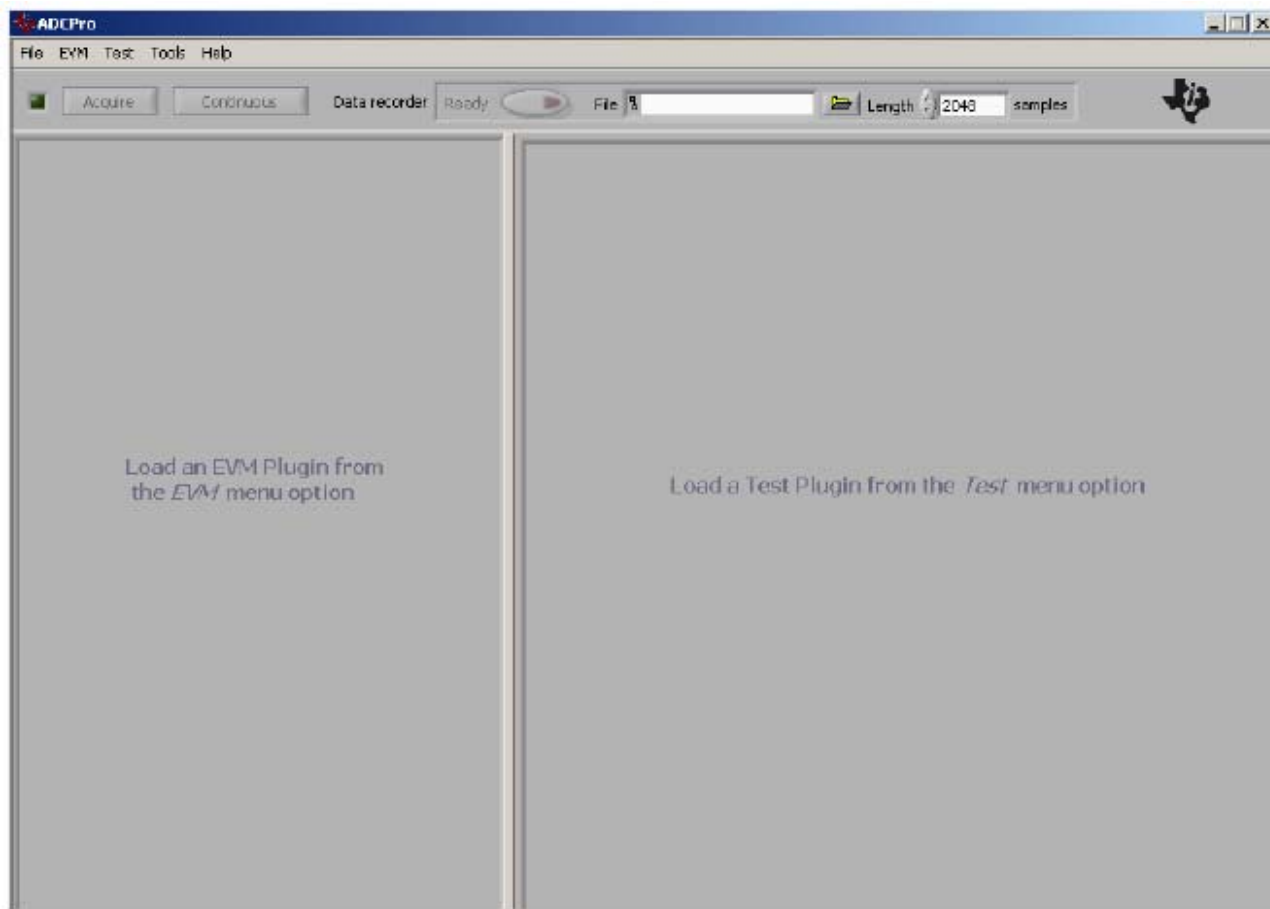 ADCPro
File EVM Test Tools Help
Acquire Continuous Data recorder Ready File Length 2048 samples
Load an EVM Plugin from
the EVM menu option
Load a Test Plugin from the Test menu option